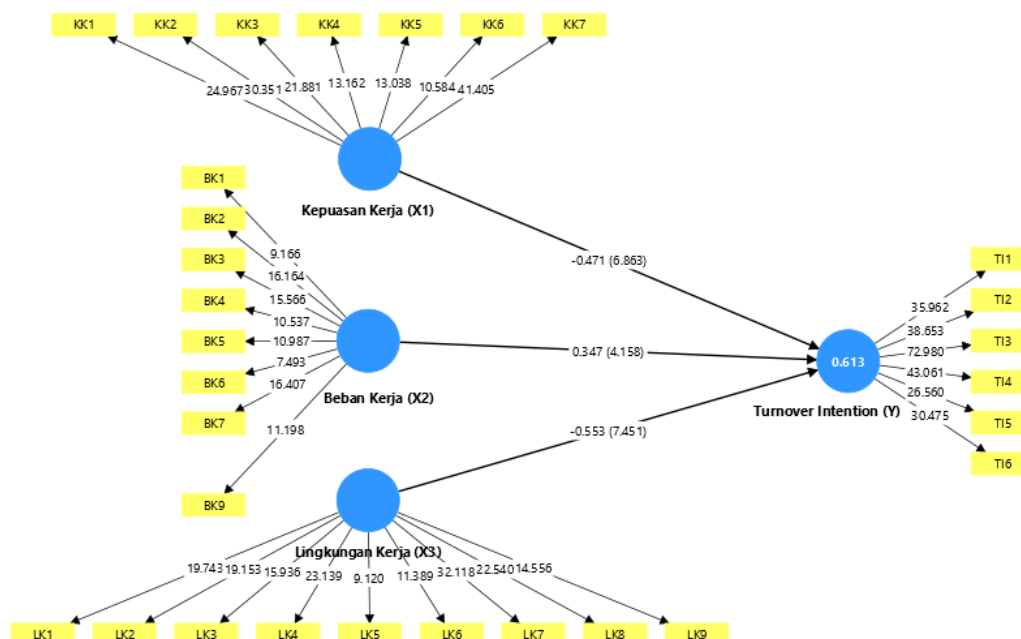 KK1 KK2 KK3 KK4 KK5 KK6 KK7
24.967 30.351 21.881 13.162 13.038 10.584 41.405
Kepuasan Kerja (X1)
BK1
BK2
BK3
BK4
BK5
BK6
BK7
BK9
9.166
16.164
15.566
10.537
10.987
7.493
16.407
11.198
Beban Kerja (X2)
-0.471 (6.863)
0.347 (4.158)
-0.553 (7.451)
0.613
Turnover Intention (Y)
35.962
38.653
72.980
43.061
26.560
30.475
TI1
TI2
TI3
TI4
TI5
TI6
Lingkungan Kerja (X3)
19.743 19.153 15.936 23.139 9.120 11.389 32.118 22.540 14.556
LK1 LK2 LK3 LK4 LK5 LK6 LK7 LK8 LK9